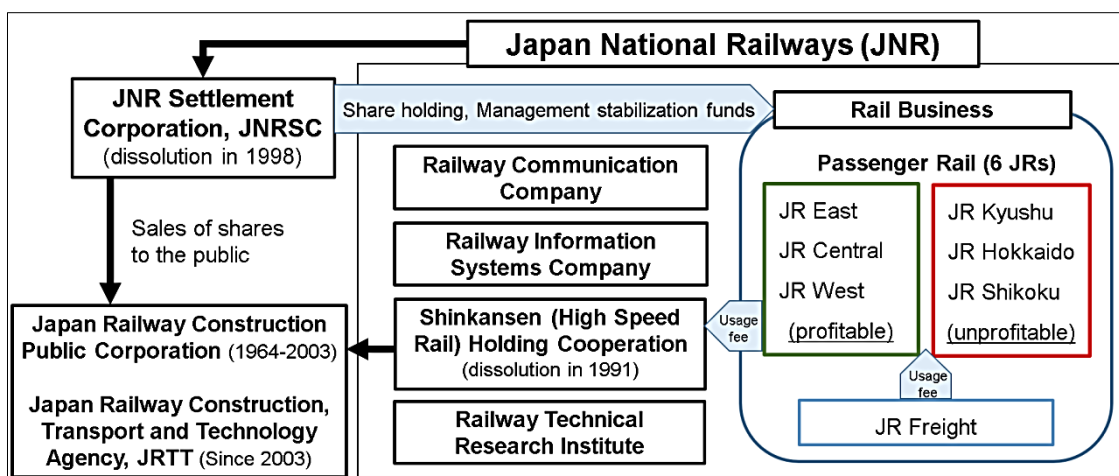 Japan National Railways (JNR)
JNR Settlement
Corporation, JNRSC
(dissolution in 1998)
Share holding, Management stabilization funds
Rail Business
Sales of shares
to the public
Japan Railway Construction
Public Corporation (1964-2003)
Japan Railway Construction,
Transport and Technology
Agency, JRTT (Since 2003)
Railway Communication
Company
Railway Information
Systems Company
Shinkansen (High Speed
Rail) Holding Cooperation
(dissolution in 1991)
Railway Technical
Research Institute
Usage
fee
Passenger Rail (6 JRs)
JR East
JR Central
JR West
(profitable)
JR Kyushu
JR Hokkaido
JR Shikoku
(unprofitable)
Usage
fee
JR Freight